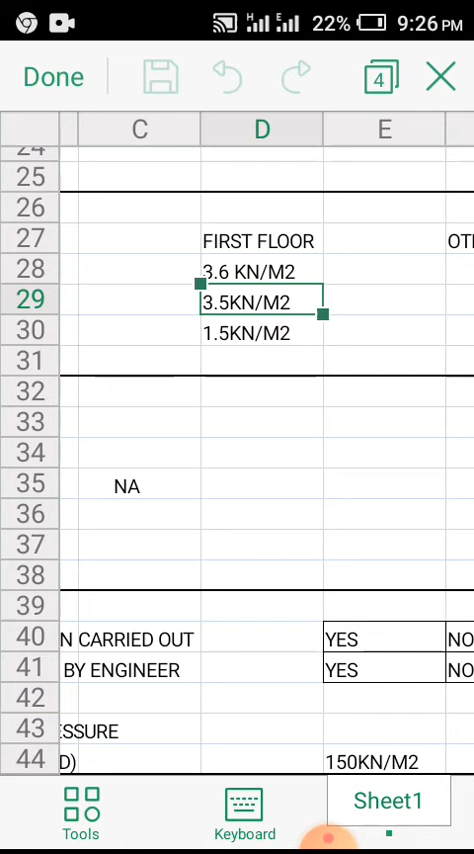 H E 22% 9:26 PM
Done 4
C D E
24
25
26
27 FIRST FLOOR
28 3.6 KN/M2
29 3.5KN/M2
30 1.5KN/M2
31
32
33
34
35 NA
36
37
38
39
40 N CARRIED OUT YES NO
41 BY ENGINEER YES NO
42
43 ESSURE
44 D) 150KN/M2
Tools Keyboard Sheet1